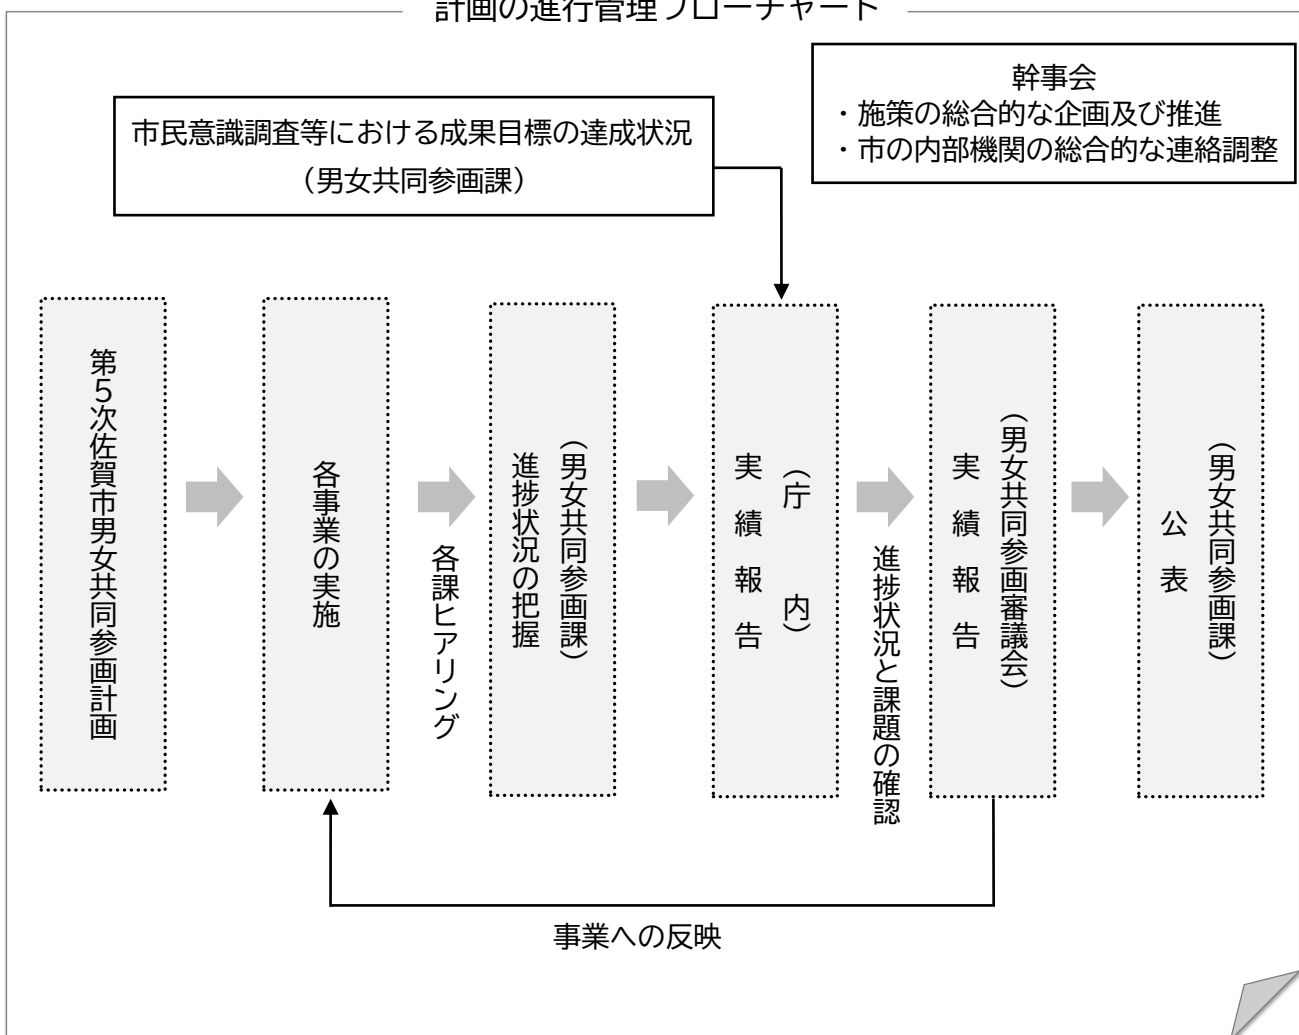 計画の進行管理フローチャート
幹事会
・施策の総合的な企画及び推進
・市の内部機関の総合的な連絡調整
市民意識調査等における成果目標の達成状況
（男女共同参画課）
第５次佐賀市男女共同参画計画
各事業の実施
各課ヒアリング
（男女共同参画課）
進捗状況の把握
（庁内）
実績報告
進捗状況と課題の確認
（男女共同参画審議会）
実績報告
（男女共同参画課）
公表
事業への反映